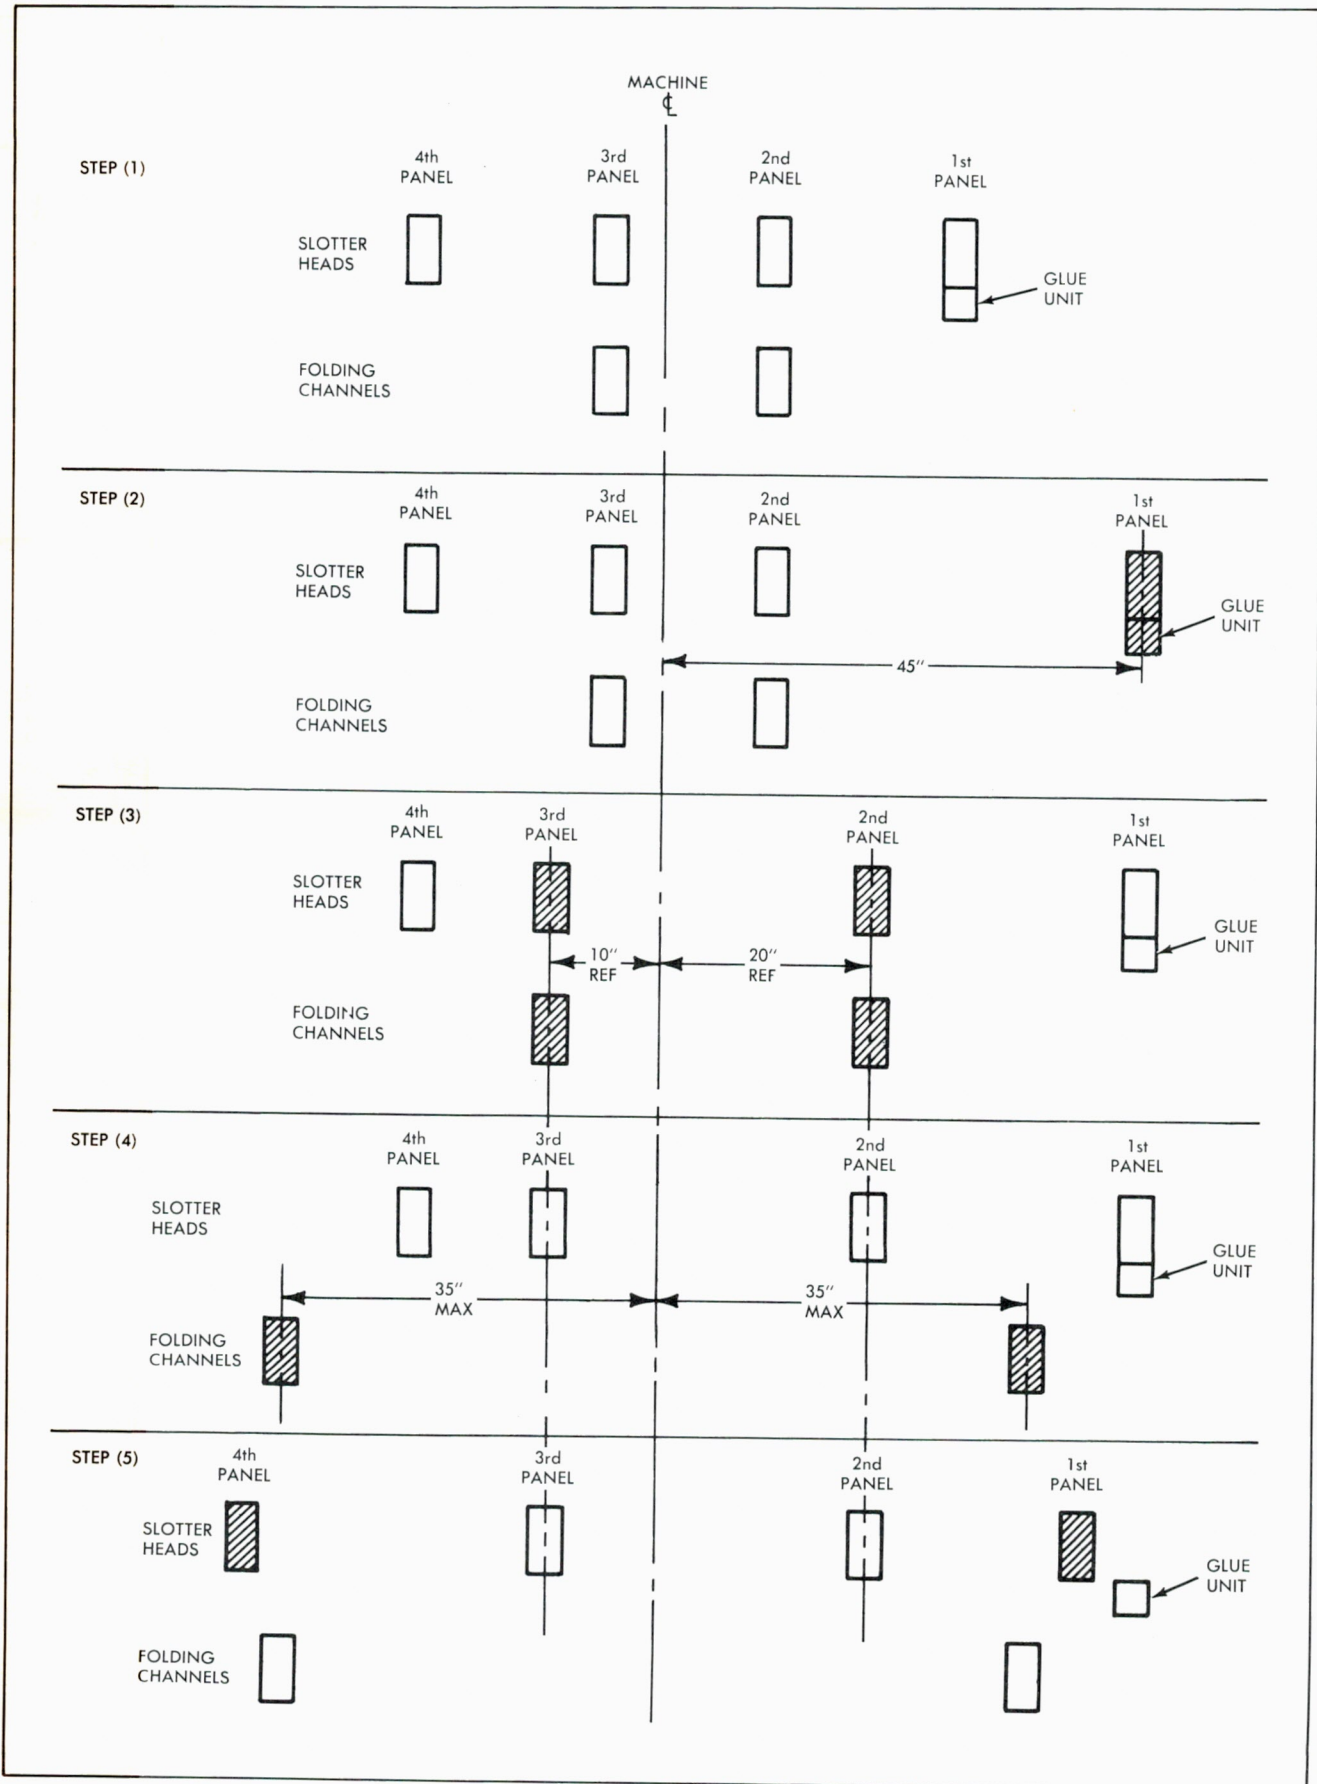 MACHINE
℄
STEP (1)
4th
PANEL
3rd
PANEL
2nd
PANEL
1st
PANEL
SLOTTER
HEADS
GLUE
UNIT
FOLDING
CHANNELS
STEP (2)
4th
PANEL
3rd
PANEL
2nd
PANEL
1st
PANEL
SLOTTER
HEADS
GLUE
UNIT
45"
FOLDING
CHANNELS
STEP (3)
4th
PANEL
3rd
PANEL
2nd
PANEL
1st
PANEL
SLOTTER
HEADS
GLUE
UNIT
10"
REF
20"
REF
FOLDING
CHANNELS
STEP (4)
4th
PANEL
3rd
PANEL
2nd
PANEL
1st
PANEL
SLOTTER
HEADS
GLUE
UNIT
35"
MAX
35"
MAX
FOLDING
CHANNELS
STEP (5)
4th
PANEL
3rd
PANEL
2nd
PANEL
1st
PANEL
SLOTTER
HEADS
GLUE
UNIT
FOLDING
CHANNELS